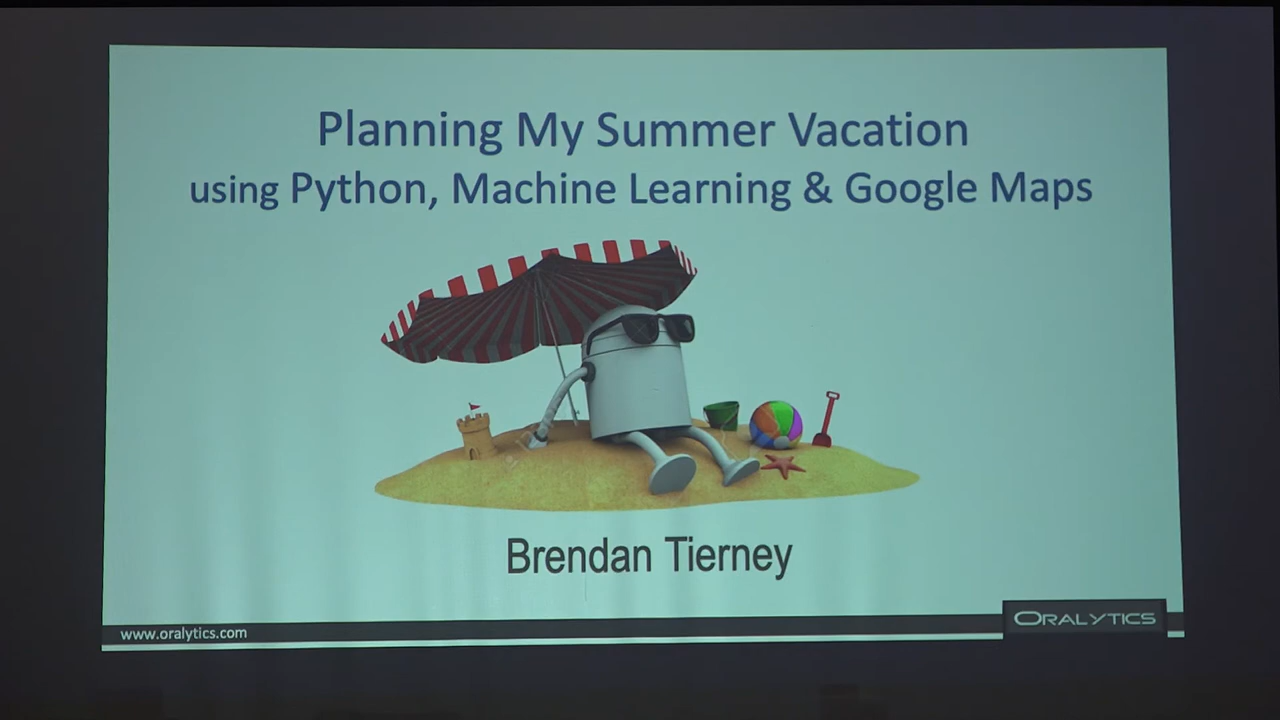 Planning My Summer Vacation
using Python, Machine Learning & Google Maps
Brendan Tierney
www.oralytics.com
ORALYTICS